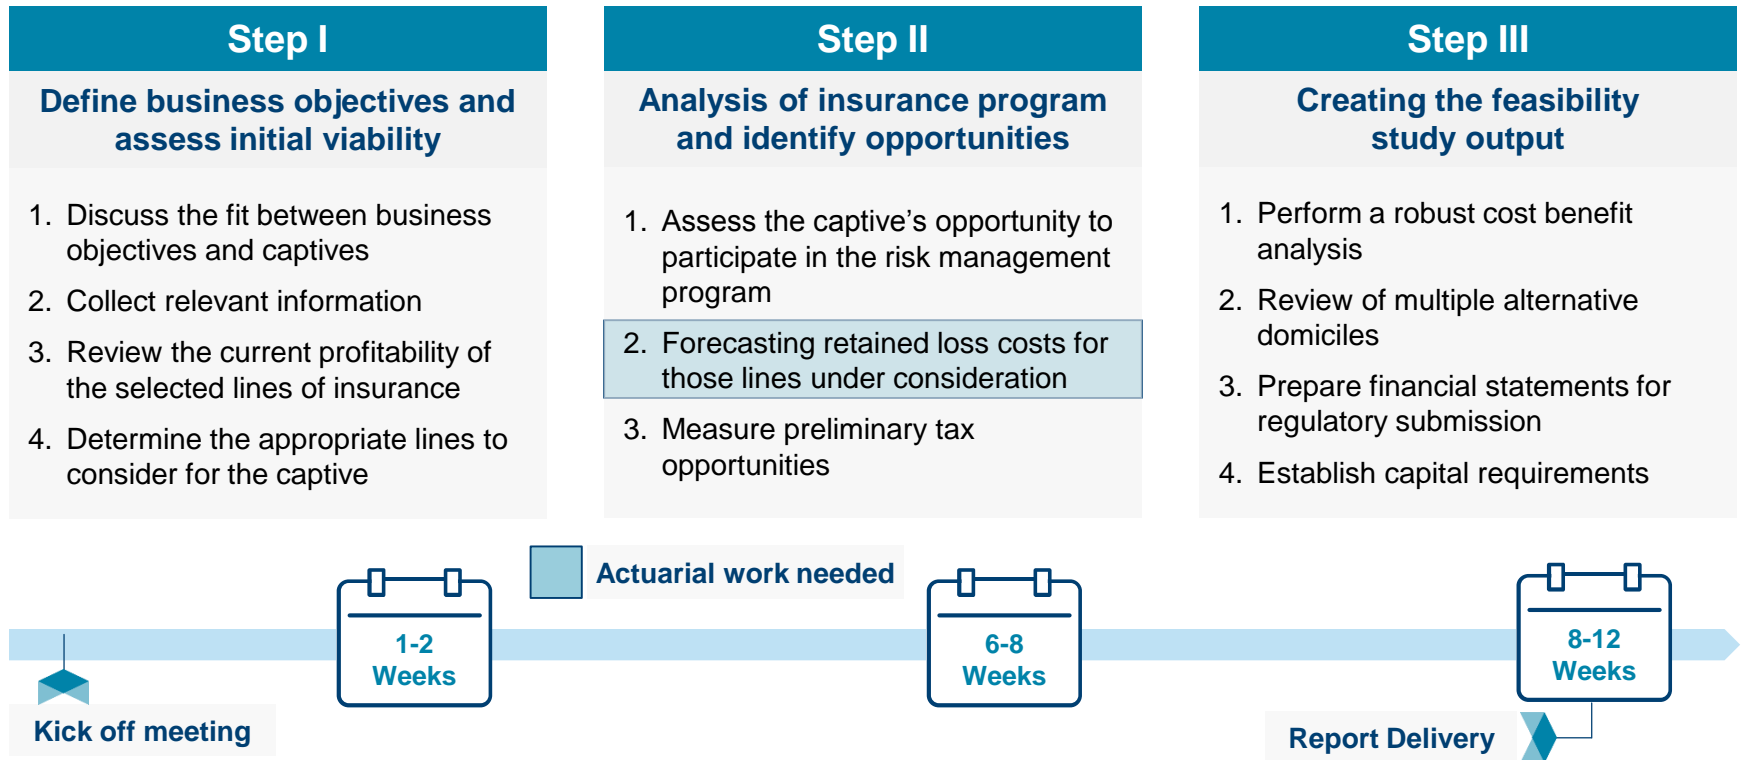 Step I
Define business objectives and
assess initial viability
1. Discuss the fit between business
objectives and captives
2. Collect relevant information
3. Review the current profitability of
the selected lines of insurance
4. Determine the appropriate lines to
consider for the captive
Step II
Analysis of insurance program
and identify opportunities
1. Assess the captive’s opportunity to
participate in the risk management
program
2. Forecasting retained loss costs for
those lines under consideration
3. Measure preliminary tax
opportunities
Step III
Creating the feasibility
study output
1. Perform a robust cost benefit
analysis
2. Review of multiple alternative
domiciles
3. Prepare financial statements for
regulatory submission
4. Establish capital requirements
Actuarial work needed
1-2
Weeks
6-8
Weeks
8-12
Weeks
Kick off meeting
Report Delivery